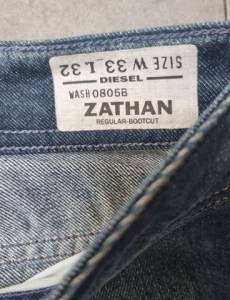 SIZE W 33 L 32
DIESEL
WASH 0805B
ZATHAN
REGULAR-BOOTCUT